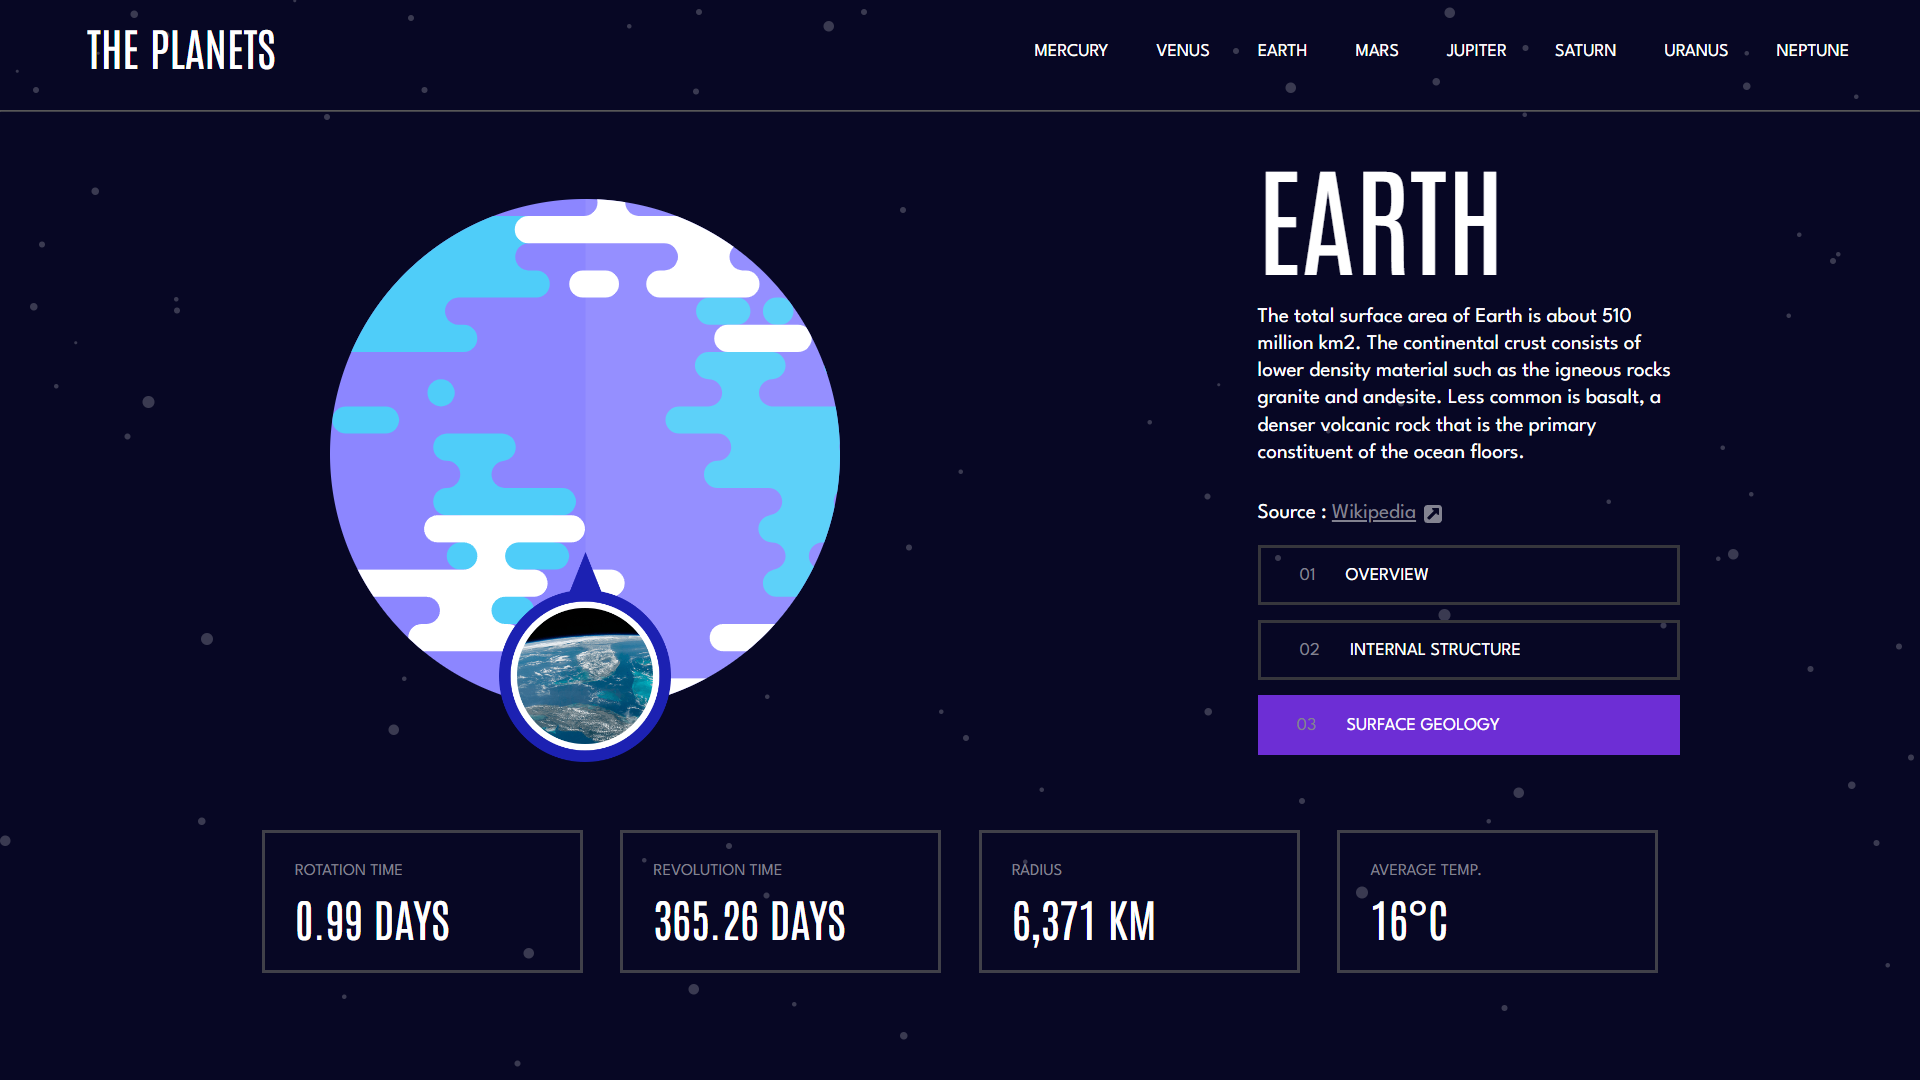 THE PLANETS
MERCURY VENUS EARTH MARS JUPITER SATURN URANUS NEPTUNE
EARTH
The total surface area of Earth is about 510
million km2. The continental crust consists of
lower density material such as the igneous rocks
granite and andesite. Less common is basalt, a
denser volcanic rock that is the primary
constituent of the ocean floors.
Source : Wikipedia
01 OVERVIEW
02 INTERNAL STRUCTURE
03 SURFACE GEOLOGY
ROTATION TIME
0.99 DAYS
REVOLUTION TIME
365.26 DAYS
RADIUS
6,371 KM
AVERAGE TEMP.
16°C